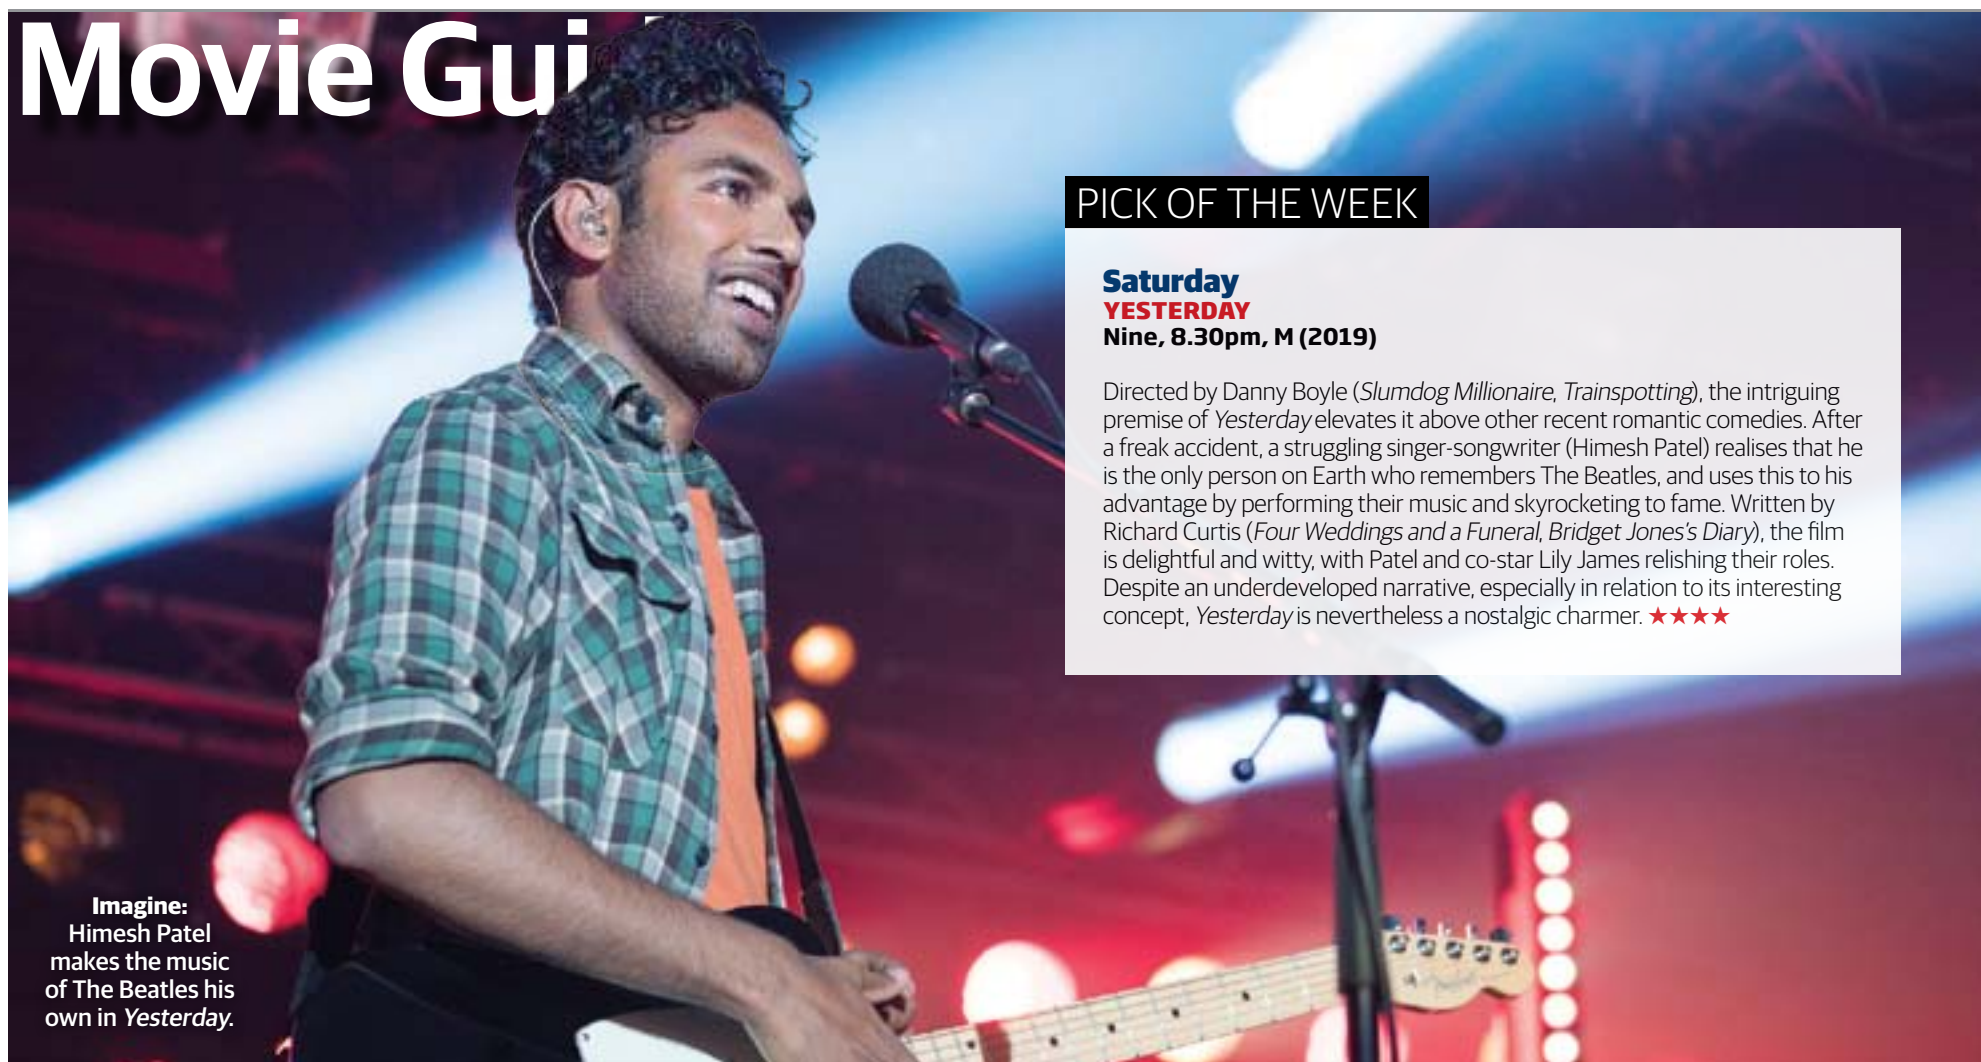 Movie Gui
PICK OF THE WEEK
Saturday
YESTERDAY
Nine, 8.30pm, M (2019)
Directed by Danny Boyle (Slumdog Millionaire, Trainspotting), the intriguing
premise of Yesterday elevates it above other recent romantic comedies. After
a freak accident, a struggling singer-songwriter (Himesh Patel) realises that he
is the only person on Earth who remembers The Beatles, and uses this to his
advantage by performing their music and skyrocketing to fame. Written by
Richard Curtis (Four Weddings and a Funeral, Bridget Jones's Diary), the film
is delightful and witty, with Patel and co-star Lily James relishing their roles.
Despite an underdeveloped narrative, especially in relation to its interesting
concept, Yesterday is nevertheless a nostalgic charmer. ★★★★
Imagine:
Himesh Patel
makes the music
of The Beatles his
own in Yesterday.